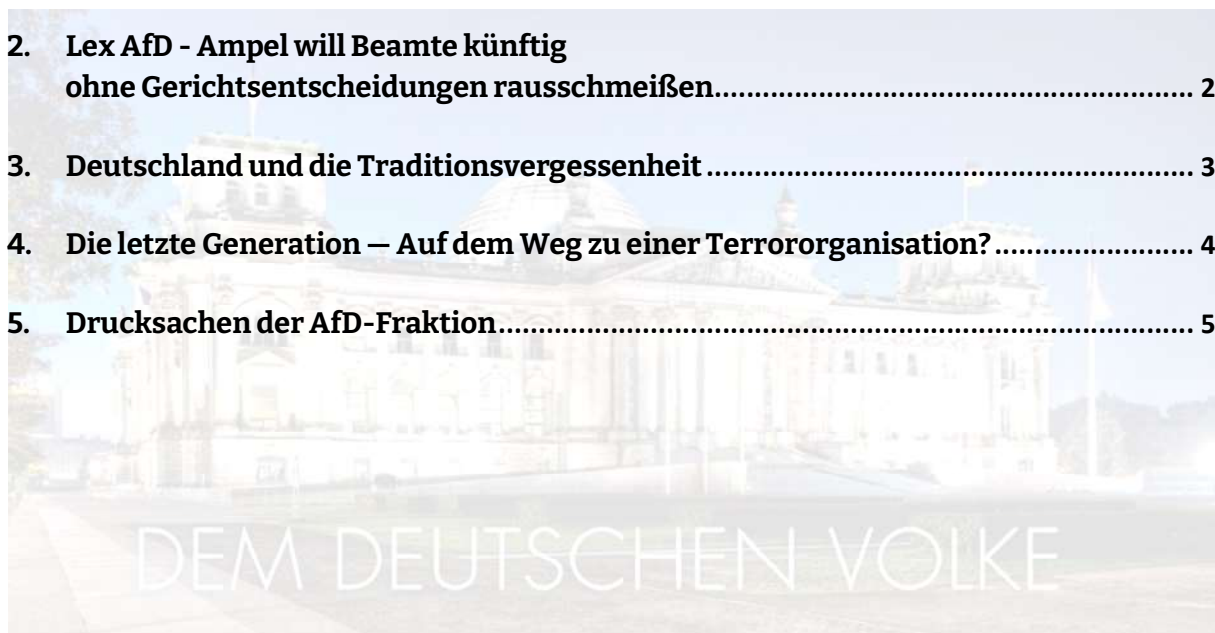 2. Lex AfD - Ampel will Beamte künftig
ohne Gerichtsentscheidungen rausschmeißen.................................................................................. 2
3. Deutschland und die Traditionsvergessenheit.................................................................................. 3
4. Die letzte Generation — Auf dem Weg zu einer Terrororganisation?.................................. 4
5. Drucksachen der AfD-Fraktion.................................................................................. 5
DEM DEUTSCHEN VOLKE